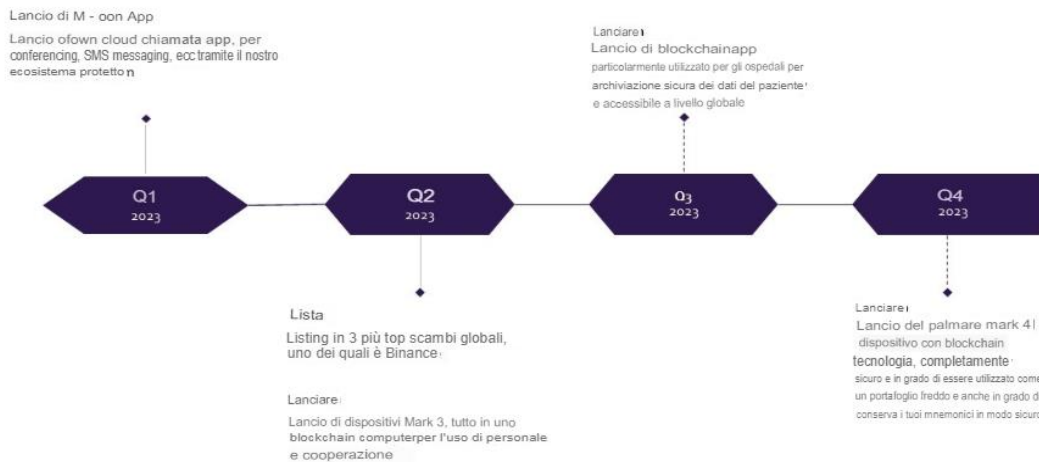 Lancio di M - oon App
Lancio ofown cloud chiamata app, per
conferencing, SMS messaging, ecc tramite il nostro
ecosistema protetto n
Lanciare
Lancio di blockchainapp
particolarmente utilizzato per gli ospedali per
archiviazione sicura dei dati del paziente
e accessibile a livello globale
Q1
2023
Q2
2023
Q3
2023
Q4
2023
Lista
Listing in 3 più top scambi globali,
uno dei quali è Binance
Lanciare
Lancio di dispositivi Mark 3, tutto in uno
blockchain computerper l'uso di personale
e cooperazione
Lanciare
Lancio del palmare mark 4
dispositivo con blockchain
tecnologia, completamente
sicuro e in grado di essere utilizzato come
un portafoglio freddo e anche in grado di
conserva i tuoi mnemonici in modo sicuro